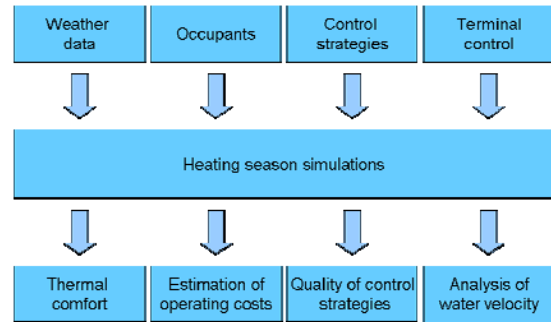 Weather
data
Occupants
Control
strategies
Terminal
control
Heating season simulations
Thermal
comfort
Estimation of
operating costs
Quality of control
strategies
Analysis of
water velocity